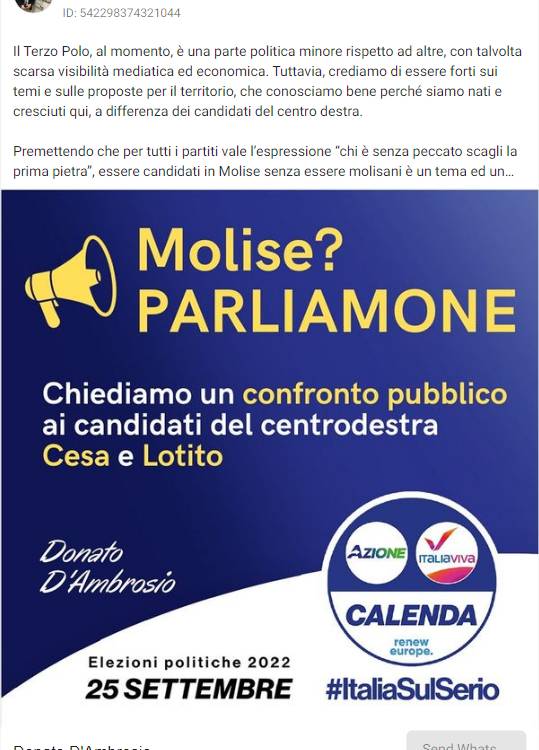 ID: 542298374321044
Il Terzo Polo, al momento, è una parte politica minore rispetto ad altre, con talvolta
scarsa visibilità mediatica ed economica. Tuttavia, crediamo di essere forti sui
temi e sulle proposte per il territorio, che conosciamo bene perché siamo nati e
cresciuti qui, a differenza dei candidati del centro destra.
Premettendo che per tutti i partiti vale l'espressione “chi è senza peccato scagli la
prima pietra”, essere candidati in Molise senza essere molisani è un tema ed un...
Molise?
PARLIAMONE
Chiediamo un confronto pubblico
ai candidati del centrodestra
Cesa e Lotito
Donato
D'Ambrosio
AZIONE
ITALIAVIVA
CALENDA
renew
europe.
Elezioni politiche 2022
25 SETTEMBRE
#ItaliaSulSerio
Donato D'Ambrosio
Send Whats